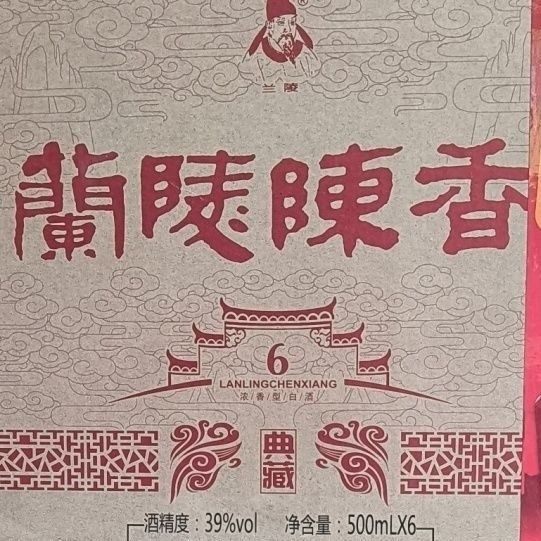 ®
兰陵
蘭陵陳香
6
LANLINGCHENXIANG
浓/香/型/白/酒
典藏
酒精度：39%vol 净含量：500mLX6